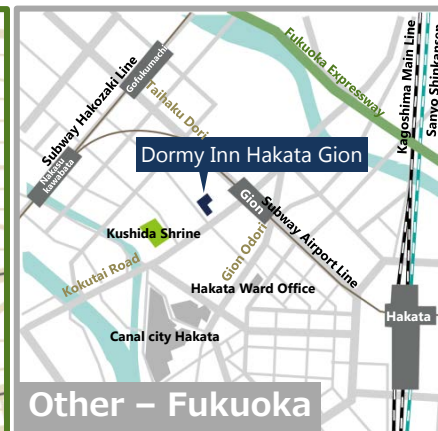 Fukuoka Expressway
Kagoshima Main Line
Sanyo Shinkansen
Subway Hakozaki Line
Gofukumachi
Taihaku Dori
Nakasu
kawabata
Dormy Inn Hakata Gion
Gion
Subway Airport Line
Kushida Shrine
Kokutai Road
Gion Odori
Hakata Ward Office
Hakata
Canal city Hakata
Other – Fukuoka